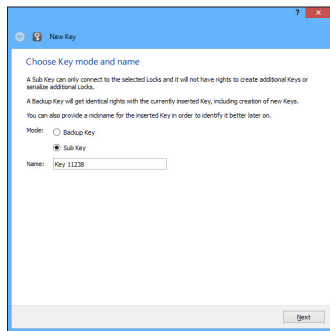 ?
New Key
Choose Key mode and name
A Sub Key can only connect to the selected Locks and it will not have rights to create additional Keys or
serialize additional Locks.
A Backup Key will get identical rights with the currently inserted Key, including creation of new Keys.
You can also provide a nickname for the inserted Key in order to identify it better later on.
Mode: Backup Key
Sub Key
Name: Key 11238
Next